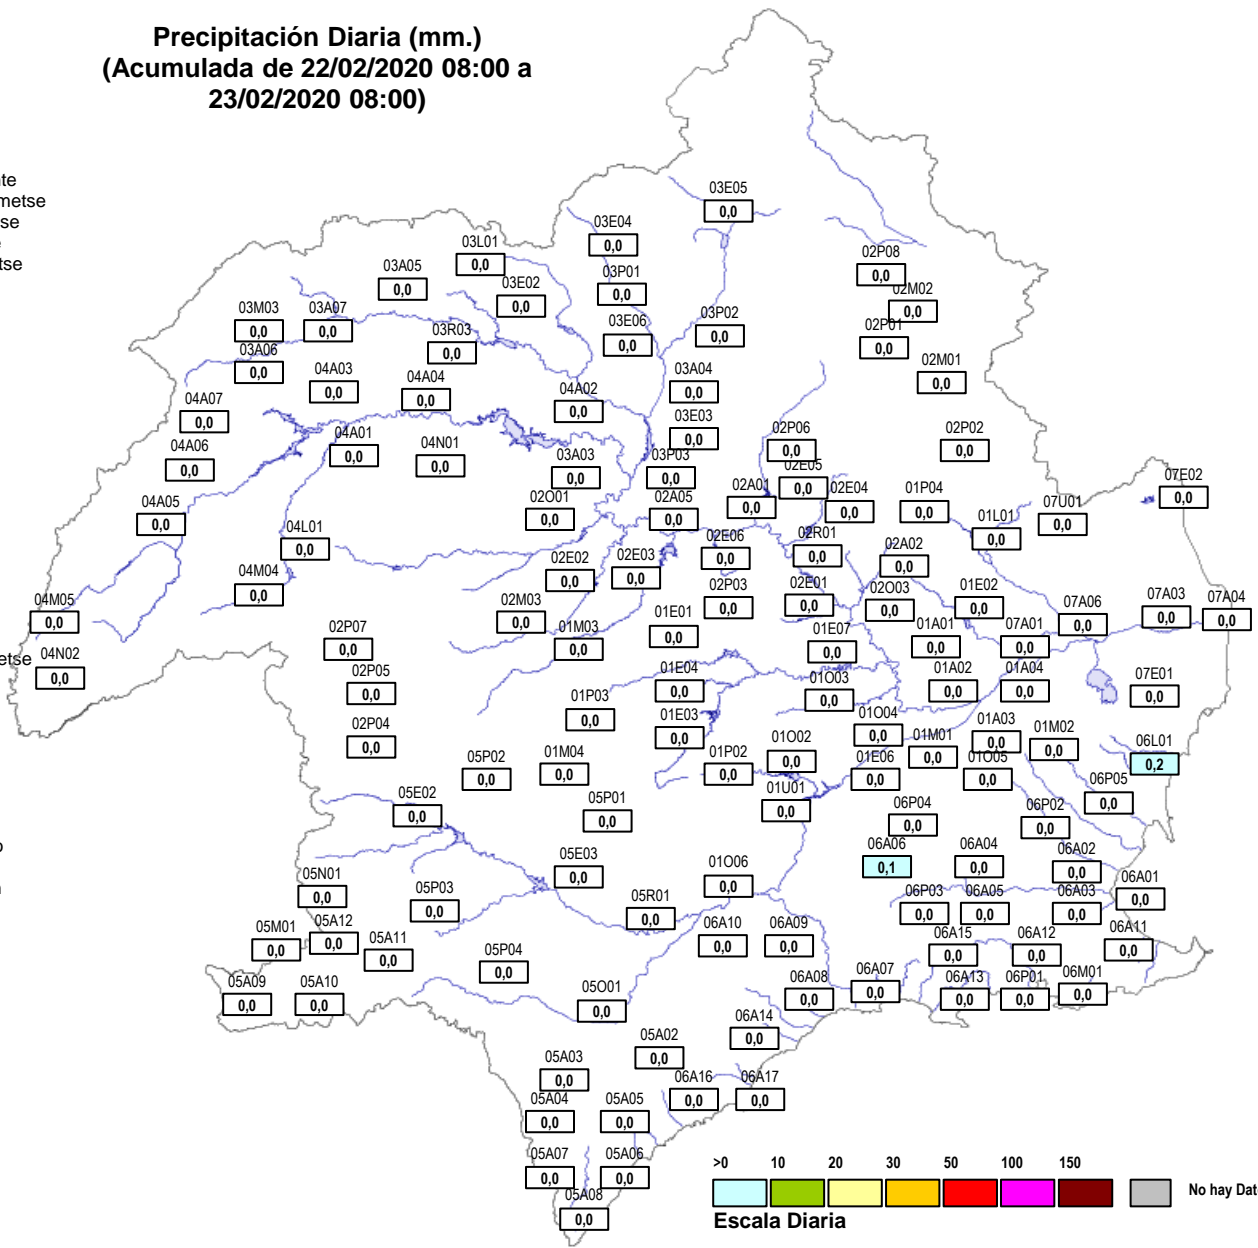 Precipitación Diaria (mm.)
(Acumulada de 22/02/2020 08:00 a
23/02/2020 08:00)
te
metse
se
e
tse
03E05
0,0
03E04
0,0
03L01
0,0
02P08
0,0
03A05
0,0
03P01
0,0
03E02
0,0
02M02
0,0
03M03
0,0
03A07
0,0
03P02
0,0
03E06
0,0
03R03
0,0
02P01
0,0
03A06
0,0
02M01
0,0
04A03
0,0
04A04
0,0
03A04
0,0
04A02
0,0
04A07
0,0
03E03
0,0
04A01
0,0
02P06
0,0
02P02
0,0
04A06
0,0
04N01
0,0
03A03
0,0
03P03
0,0
02E05
0,0
07E02
0,0
04A05
0,0
02O01
0,0
02A05
0,0
02A01
0,0
02E04
0,0
01P04
0,0
07U01
0,0
01L01
0,0
04L01
0,0
02E06
0,0
02R01
0,0
02A02
0,0
02E02
0,0
02E03
0,0
04M04
0,0
04M05
0,0
02M03
0,0
02P03
0,0
02E01
0,0
02O03
0,0
01E02
0,0
07A03
0,0
07A04
0,0
07A06
0,0
01E01
0,0
02P07
0,0
01M03
0,0
01E07
0,0
01A01
0,0
07A01
0,0
etse
04N02
0,0
02P05
0,0
01E04
0,0
01O03
0,0
01A02
0,0
01A04
0,0
07E01
0,0
01P03
0,0
02P04
0,0
01E03
0,0
01O04
0,0
01A03
0,0
01M02
0,0
01M01
0,0
06L01
0,2
05P02
0,0
01M04
0,0
01P02
0,0
01O02
0,0
01E06
0,0
01O05
0,0
05E02
0,0
05P01
0,0
01U01
0,0
06P05
0,0
06P04
0,0
06P02
0,0
o
05E03
0,0
01O06
0,0
06A06
0,1
06A04
0,0
06A02
0,0
05N01
0,0
05P03
0,0
05R01
0,0
06P03
0,0
06A05
0,0
06A03
0,0
06A01
0,0
05M01
0,0
05A12
0,0
05A11
0,0
06A10
0,0
06A09
0,0
06A15
0,0
06A12
0,0
06A11
0,0
05P04
0,0
05A09
0,0
05A10
0,0
05O01
0,0
06A08
0,0
06A07
0,0
06A13
0,0
06P01
0,0
06M01
0,0
06A14
0,0
05A02
0,0
05A03
0,0
06A16
0,0
06A17
0,0
05A04
0,0
05A05
0,0
05A07
0,0
05A06
0,0
05A08
0,0
>0 10 20 30 50 100 150
No hay Dat
Escala Diaria